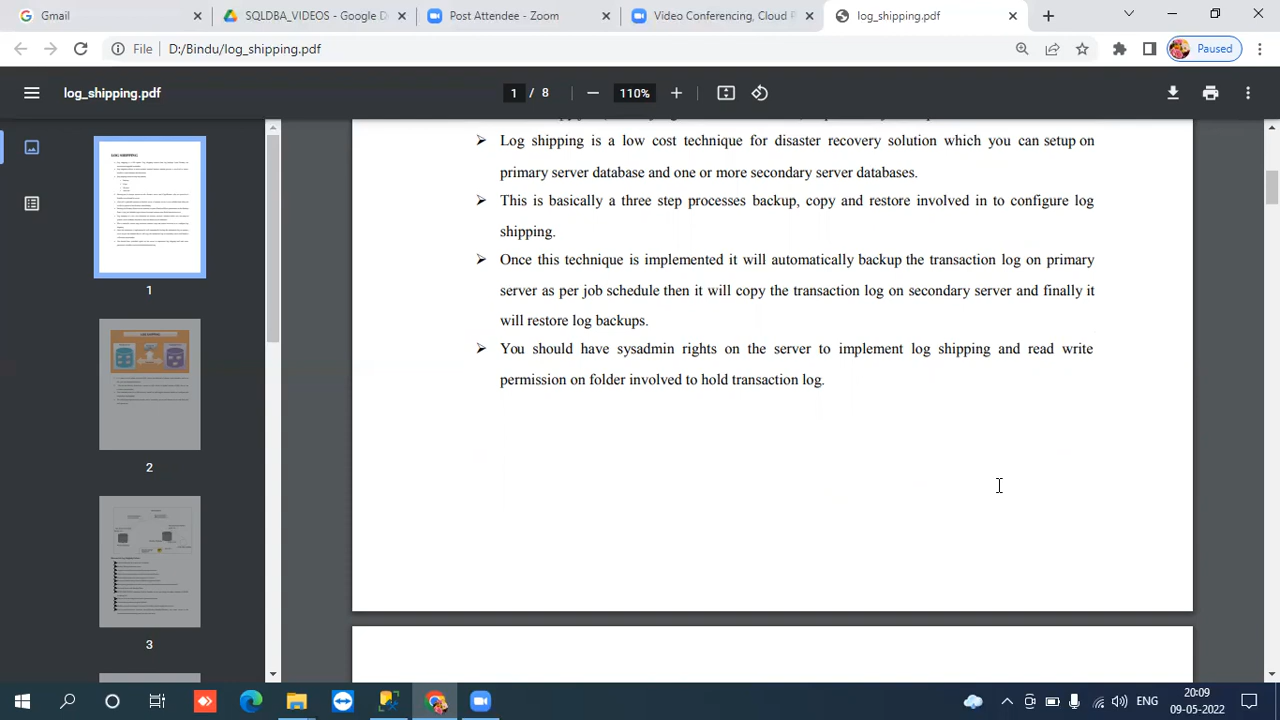 Gmail
SQLDBA_VIDEOS - Google D
Post Attendee - Zoom
Video Conferencing, Cloud P
log_shipping.pdf
File
D:/Bindu/log_shipping.pdf
Paused
log_shipping.pdf
1 / 8
110%
LOG SHIPPING
1
2
3
Log shipping is a low cost technique for disaster recovery solution which you can setup on
primary server database and one or more secondary server databases.
This is basically a three step processes backup, copy and restore involved in to configure log
shipping.
Once this technique is implemented it will automatically backup the transaction log on primary
server as per job schedule then it will copy the transaction log on secondary server and finally it
will restore log backups.
You should have sysadmin rights on the server to implement log shipping and read write
permission on folder involved to hold transaction log.
ENG
20:09
09-05-2022